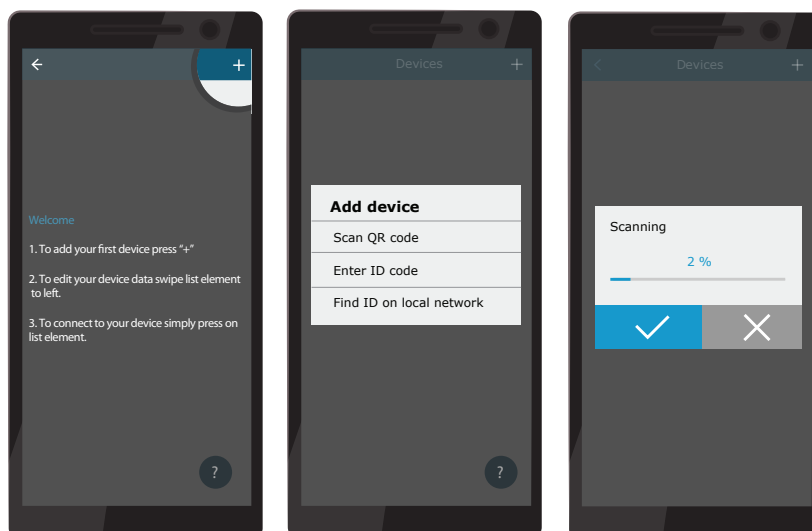 +
Welcome
1. To add your first device press "+"
2. To edit your device data swipe list element
to left.
3. To connect to your device simply press on
list element.
?
Devices +
Add device
Scan QR code
Enter ID code
Find ID on local network
?
Devices +
Scanning
2 %